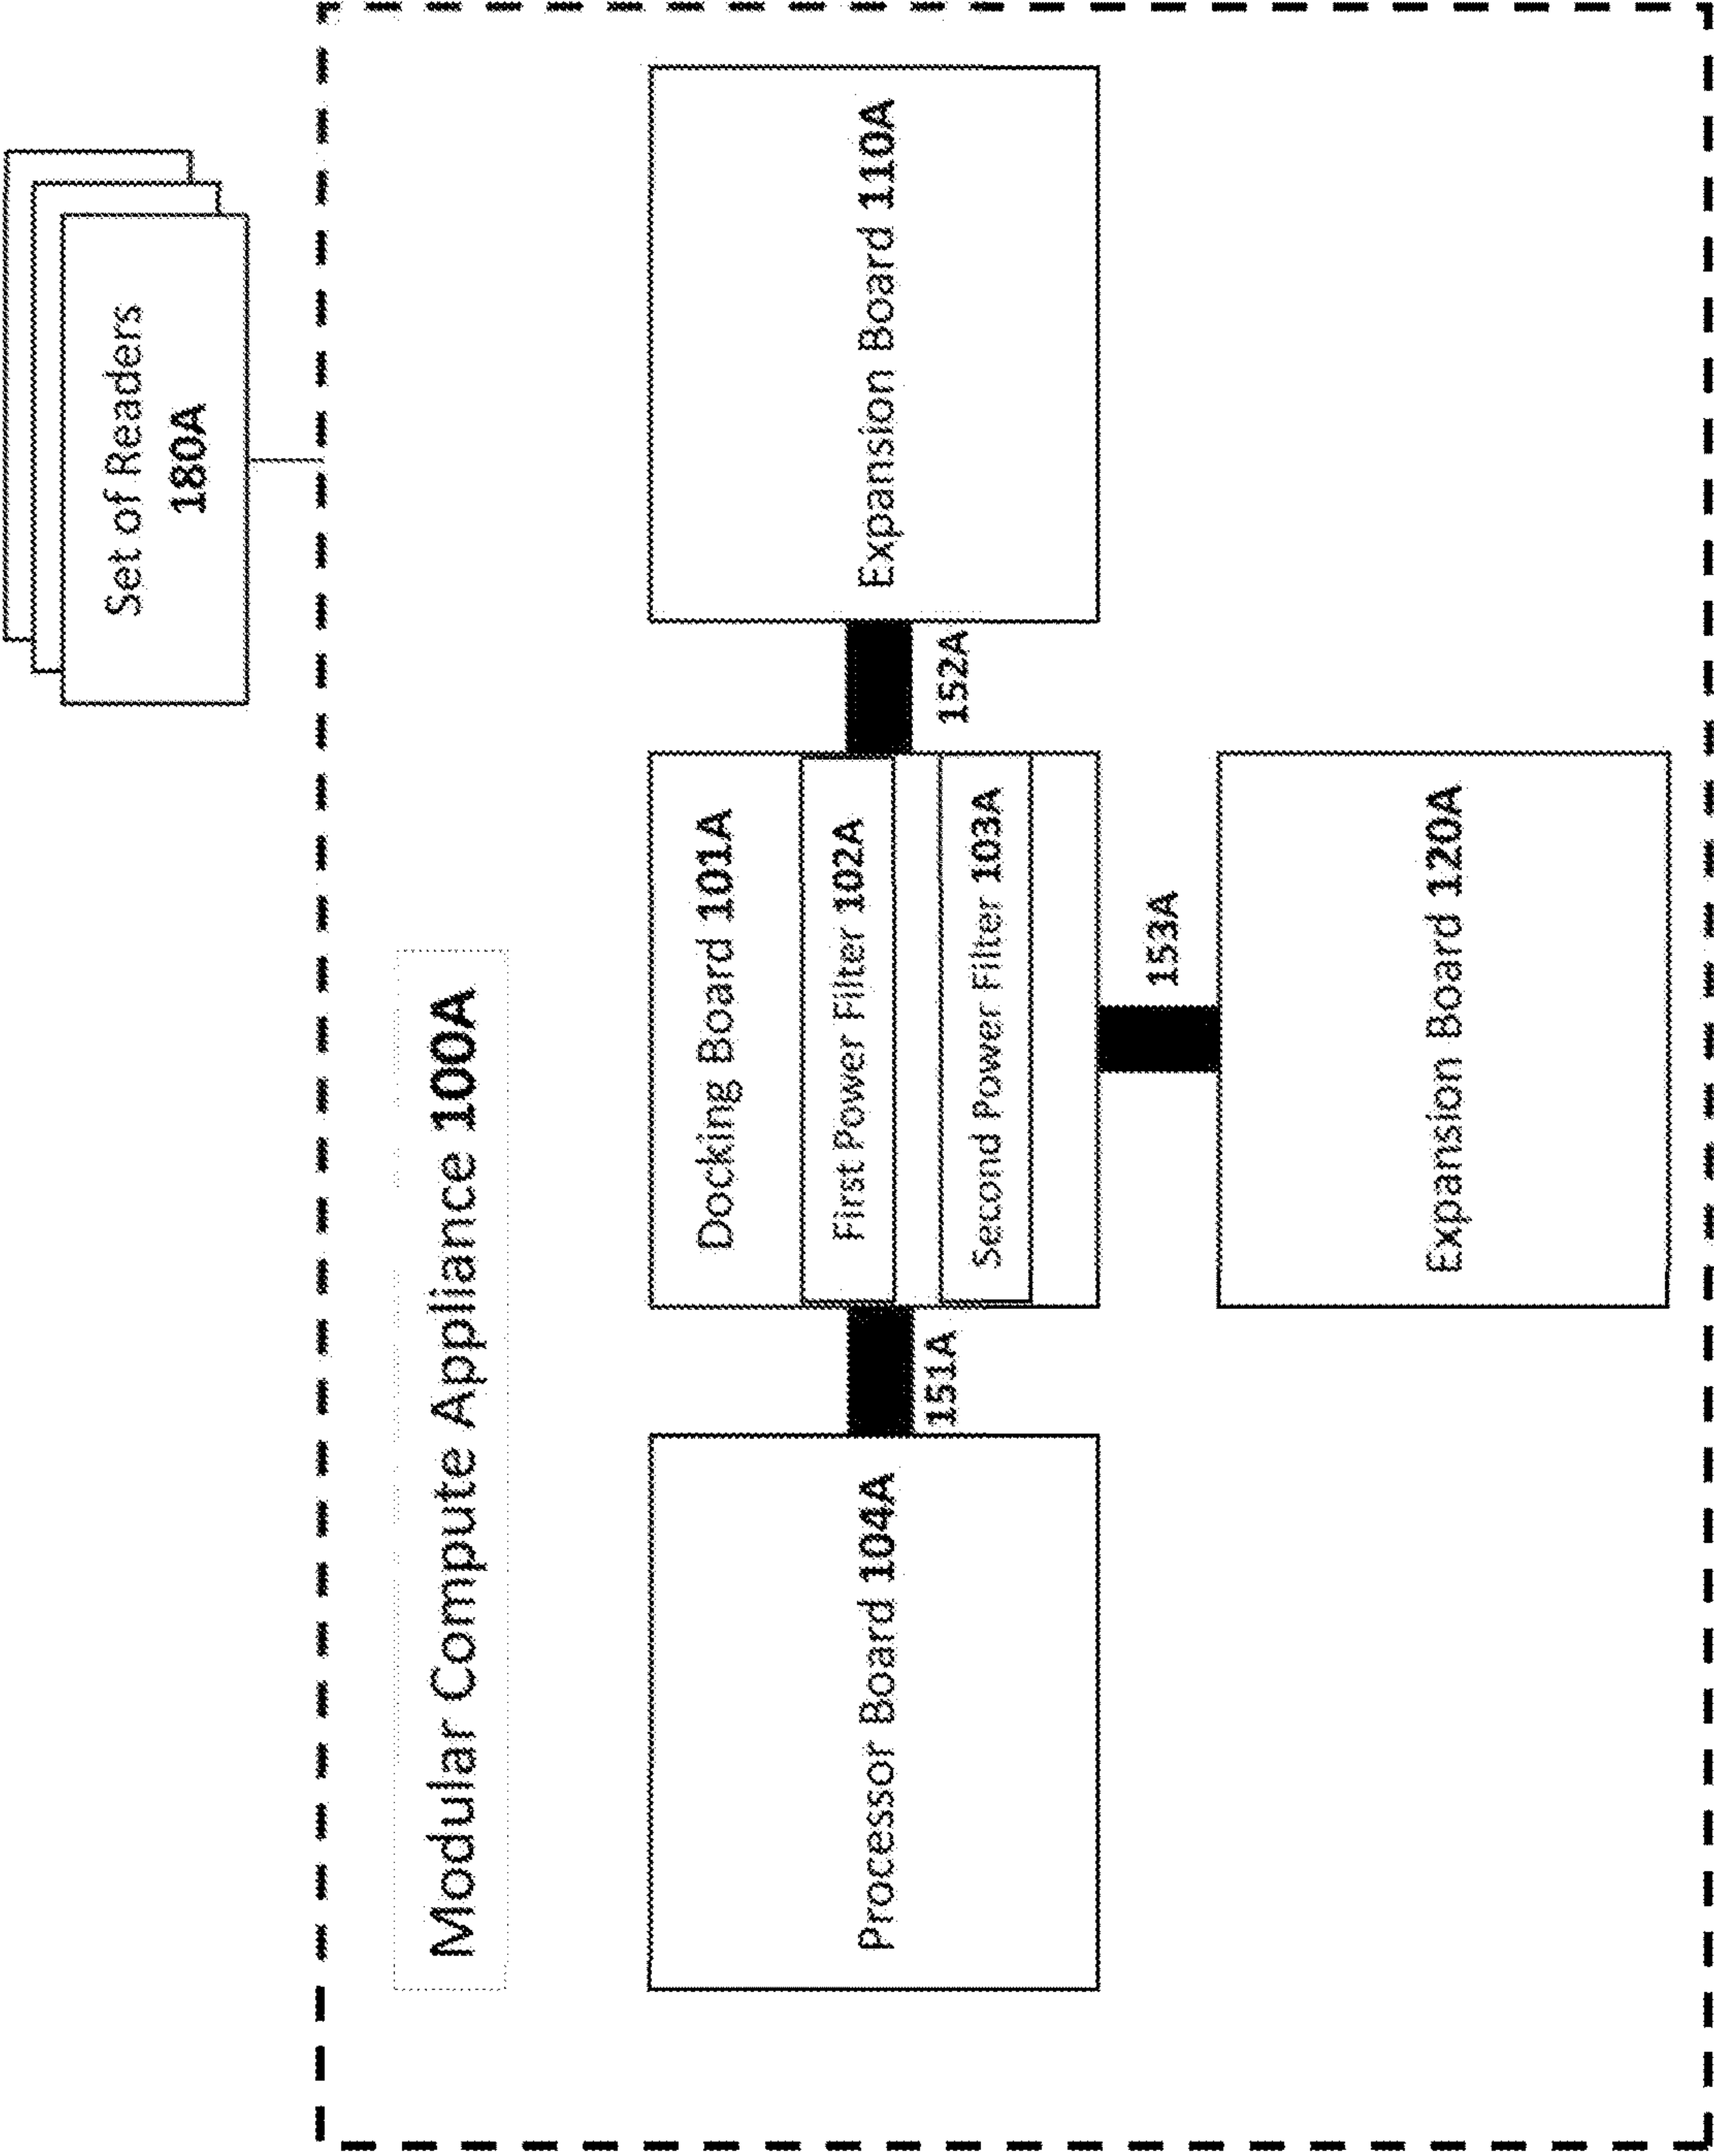 Set of Readers
180A
Modular Compute Appliance 100A
Processor Board 104A
151A
Docking Board 101A
First Power Filter 102A
Second Power Filter 103A
152A
Expansion Board 110A
153A
Expansion Board 120A